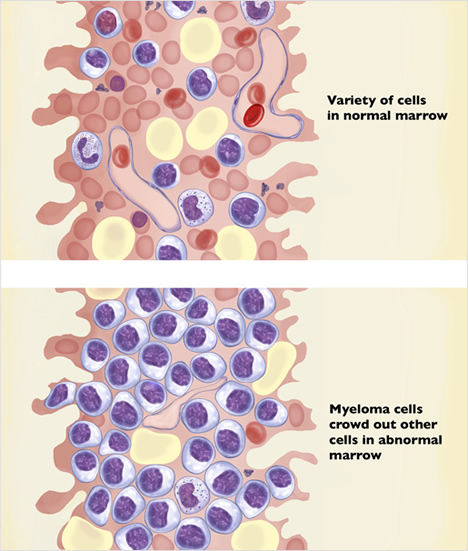 Variety of cells
in normal marrow
Myeloma cells
crowd out other
cells in abnormal
marrow